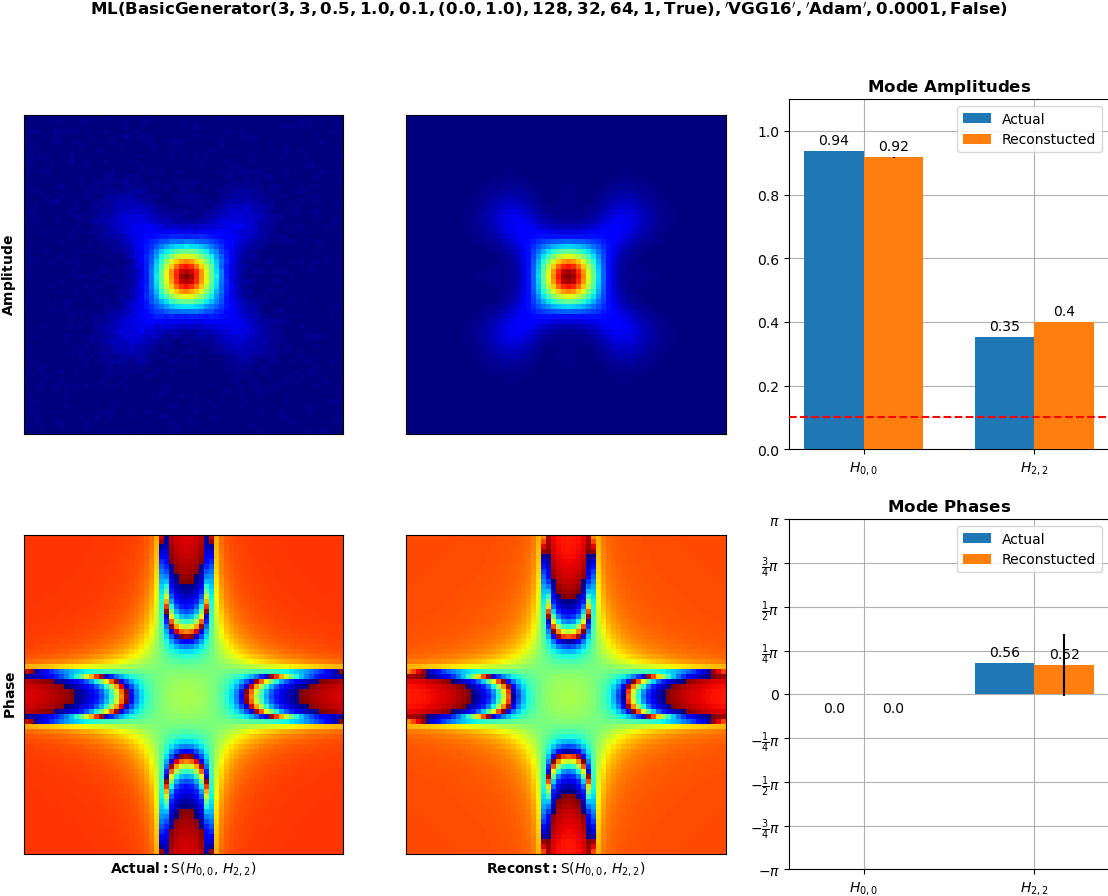 ML(BasicGenerator(3, 3, 0.5, 1.0, 0.1, (0.0, 1.0), 128, 32, 64, 1, True), ′VGG16′, ′Adam′, 0.0001, False)
Amplitude
Mode Amplitudes
Actual
Reconstucted
1.0
0.8
0.6
0.4
0.2
0.0
0.94
0.92
0.35
0.4
H0,0
H2,2
Phase
Actual: S(H0,0, H2,2)
Reconst: S(H0,0, H2,2)
Mode Phases
Actual
Reconstucted
π
3/4π
1/2π
1/4π
0
−1/4π
−1/2π
−3/4π
−π
0.0
0.0
0.56
0.52
H0,0
H2,2